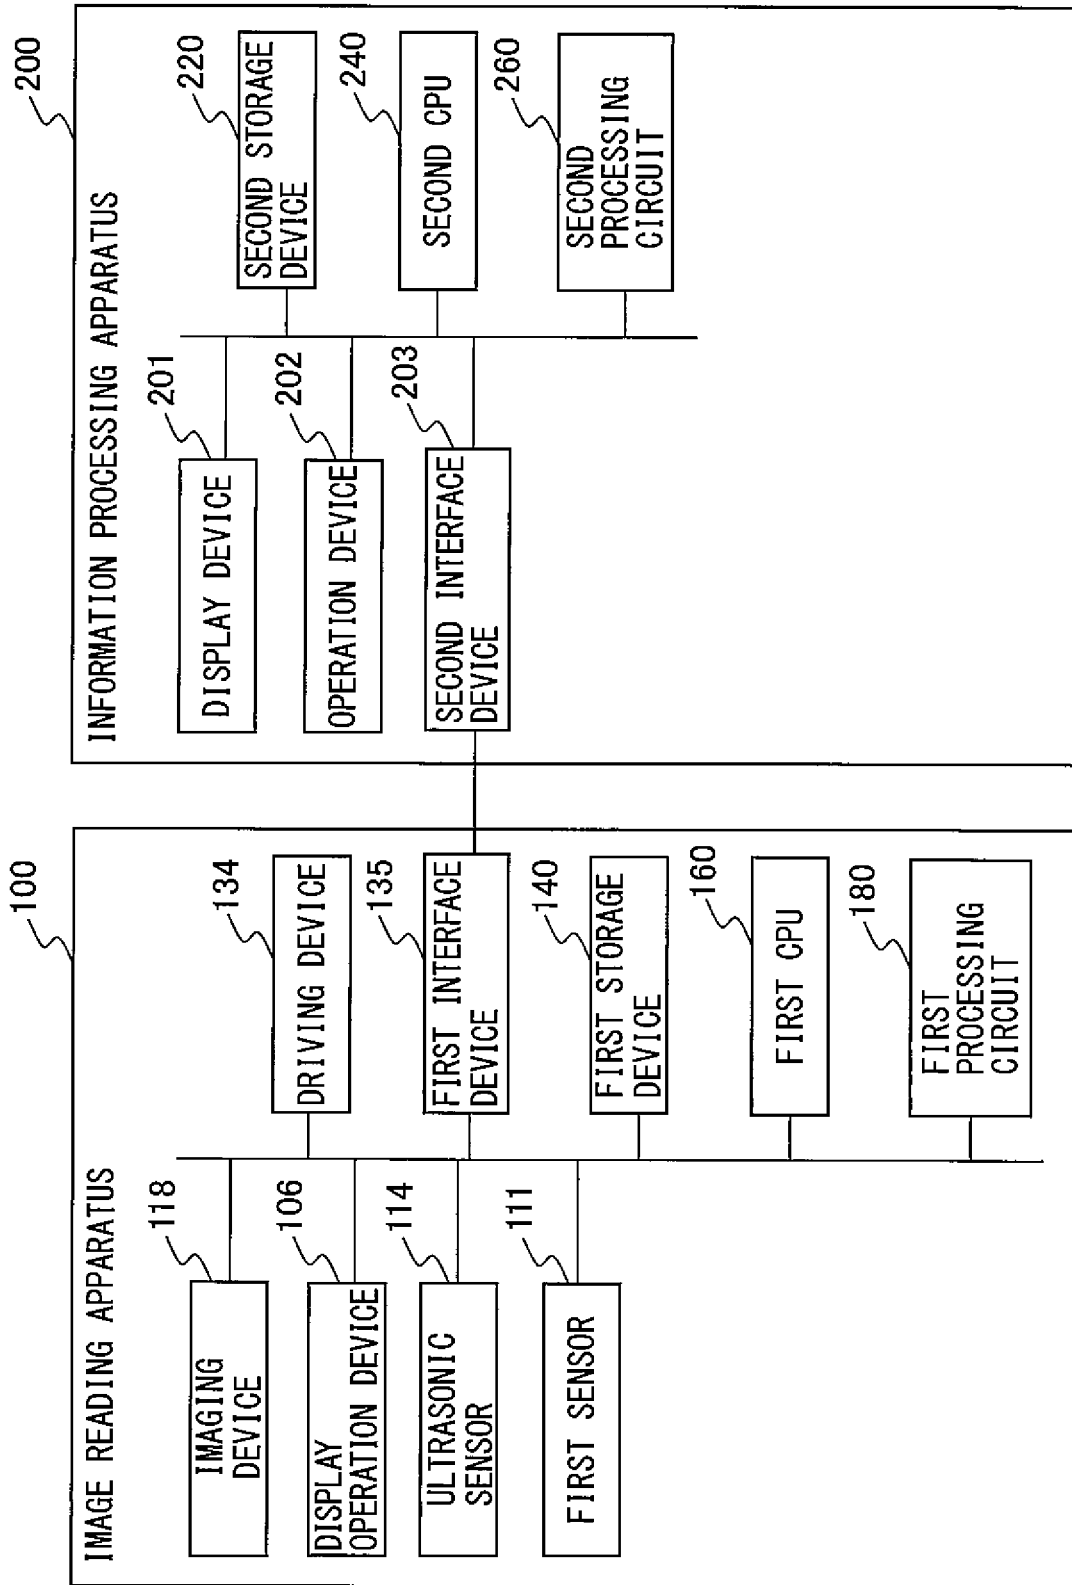 100
IMAGE READING APPARATUS
118
IMAGING
DEVICE
106
DISPLAY
OPERATION DEVICE
114
ULTRASONIC
SENSOR
111
FIRST SENSOR
134
DRIVING DEVICE
135
FIRST INTERFACE
DEVICE
140
FIRST STORAGE
DEVICE
160
FIRST CPU
180
FIRST
PROCESSING
CIRCUIT
200
INFORMATION PROCESSING APPARATUS
201
DISPLAY DEVICE
202
OPERATION DEVICE
203
SECOND INTERFACE
DEVICE
220
SECOND STORAGE
DEVICE
240
SECOND CPU
260
SECOND
PROCESSING
CIRCUIT